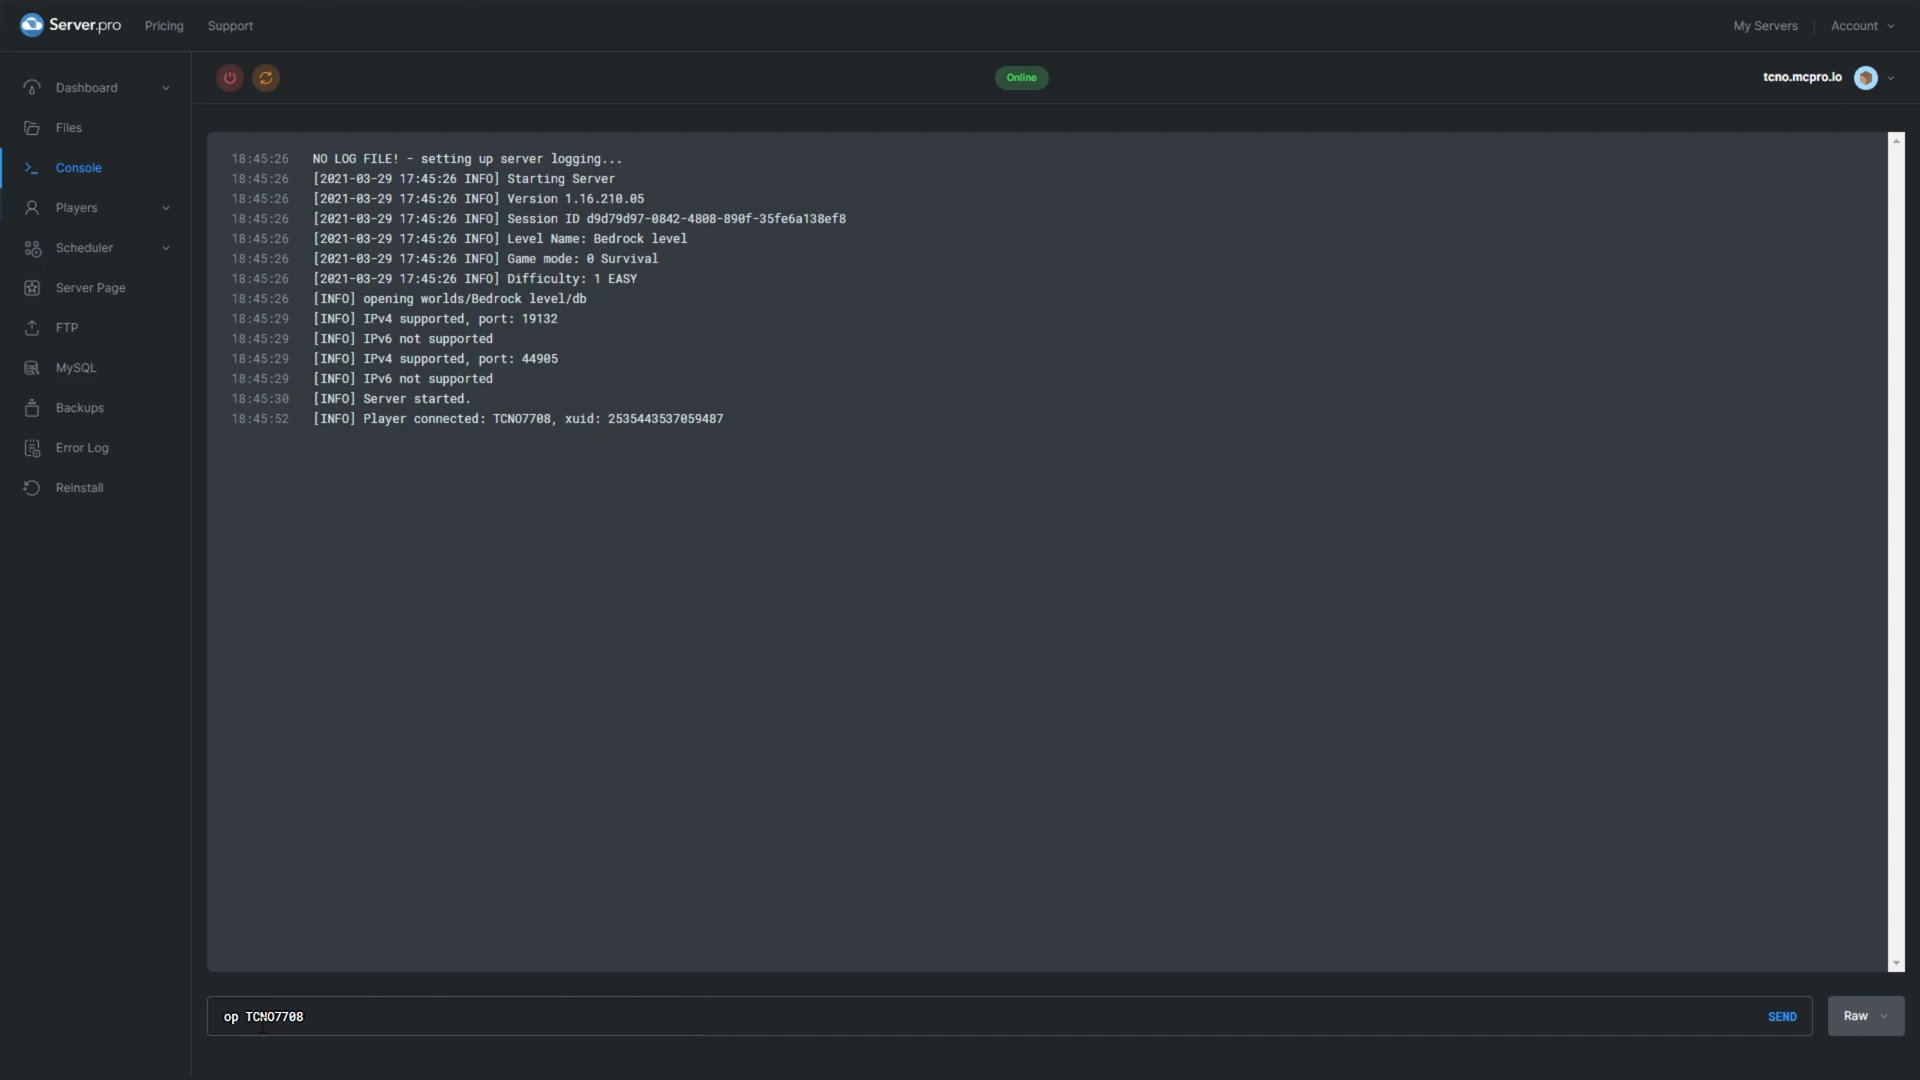 Server.pro Pricing Support My Servers Account
Online tcno.mcpro.io
Dashboard
Files
Console
Players
Scheduler
Server Page
FTP
MySQL
Backups
Error Log
Reinstall
18:45:26 NO LOG FILE! - setting up server logging...
18:45:26 [2021-03-29 17:45:26 INFO] Starting Server
18:45:26 [2021-03-29 17:45:26 INFO] Version 1.16.210.05
18:45:26 [2021-03-29 17:45:26 INFO] Session ID d9d79d97-0842-4808-890f-35fe6a138ef8
18:45:26 [2021-03-29 17:45:26 INFO] Level Name: Bedrock level
18:45:26 [2021-03-29 17:45:26 INFO] Game mode: 0 Survival
18:45:26 [2021-03-29 17:45:26 INFO] Difficulty: 1 EASY
18:45:26 [INFO] opening worlds/Bedrock level/db
18:45:29 [INFO] IPv4 supported, port: 19132
18:45:29 [INFO] IPv6 not supported
18:45:29 [INFO] IPv4 supported, port: 44905
18:45:29 [INFO] IPv6 not supported
18:45:30 [INFO] Server started.
18:45:52 [INFO] Player connected: TCNO7708, xuid: 2535443537059487
op TCNO7708 SEND Raw